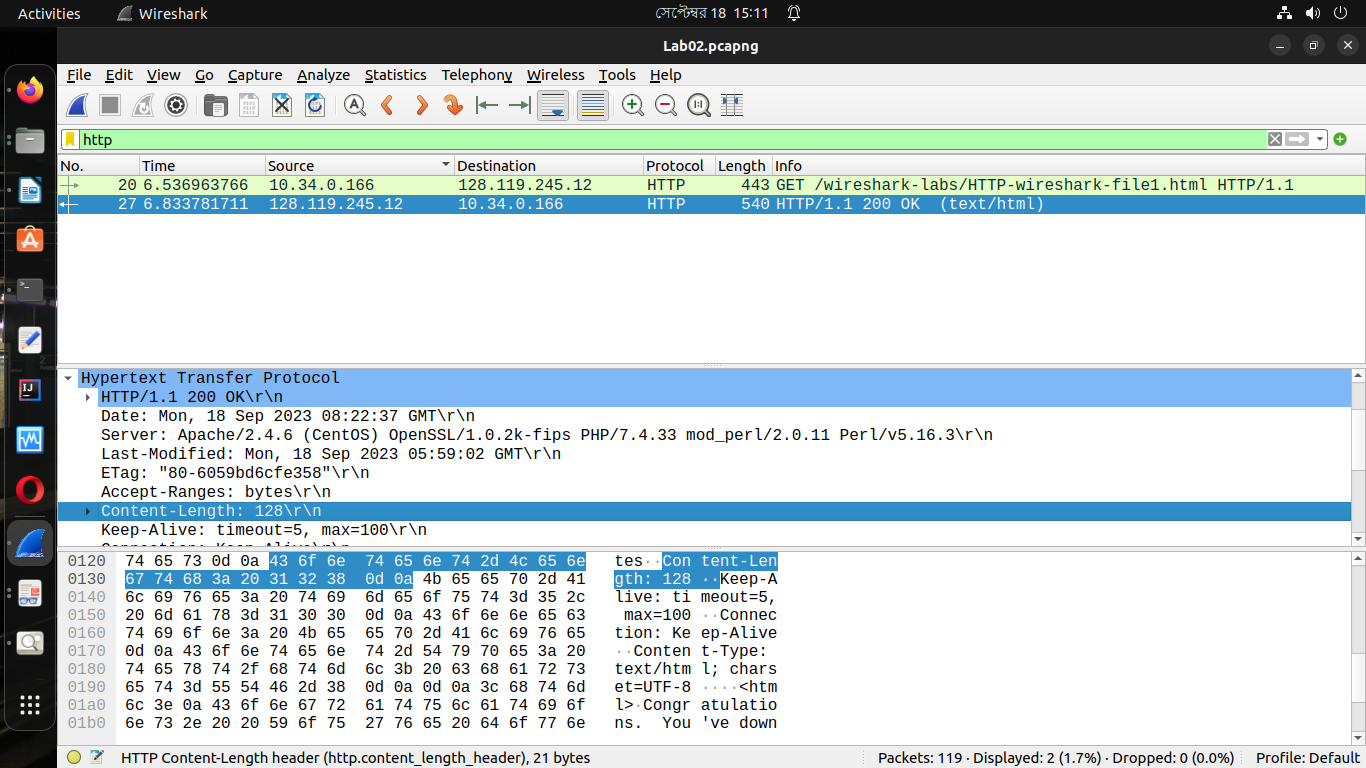 Activities Wireshark সেপ্টেম্বর 18 15:11
Lab02.pcapng
File Edit View Go Capture Analyze Statistics Telephony Wireless Tools Help
http
No. Time Source Destination Protocol Length Info
20 6.536963766 10.34.0.166 128.119.245.12 HTTP 443 GET /wireshark-labs/HTTP-wireshark-file1.html HTTP/1.1
27 6.833781711 128.119.245.12 10.34.0.166 HTTP 540 HTTP/1.1 200 OK (text/html)
Hypertext Transfer Protocol
HTTP/1.1 200 OK\r\n
Date: Mon, 18 Sep 2023 08:22:37 GMT\r\n
Server: Apache/2.4.6 (CentOS) OpenSSL/1.0.2k-fips PHP/7.4.33 mod_perl/2.0.11 Perl/v5.16.3\r\n
Last-Modified: Mon, 18 Sep 2023 05:59:02 GMT\r\n
ETag: "80-6059bd6cfe358"\r\n
Accept-Ranges: bytes\r\n
Content-Length: 128\r\n
Keep-Alive: timeout=5, max=100\r\n
0120 74 65 73 0d 0a 43 6f 6e 74 65 6e 74 2d 4c 65 6e tes··Con tent-Len
0130 67 74 68 3a 20 31 32 38 0d 0a 4b 65 65 70 2d 41 gth: 128 ··Keep-A
0140 6c 69 76 65 3a 20 74 69 6d 65 6f 75 74 3d 35 2c live: ti meout=5,
0150 20 6d 61 78 3d 31 30 30 0d 0a 43 6f 6e 6e 65 63 max=100 ··Connec
0160 74 69 6f 6e 3a 20 4b 65 65 70 2d 41 6c 69 76 65 tion: Ke ep-Alive
0170 0d 0a 43 6f 6e 74 65 6e 74 2d 54 79 70 65 3a 20 ··Conten t-Type:
0180 74 65 78 74 2f 68 74 6d 6c 3b 20 63 68 61 72 73 text/htm l; chars
0190 65 74 3d 55 54 46 2d 38 0d 0a 0d 0a 3c 68 74 6d et=UTF-8 ····<htm
01a0 6c 3e 0a 43 6f 6e 67 72 61 74 75 6c 61 74 69 6f l>·Congr atulatio
01b0 6e 73 2e 20 20 59 6f 75 27 76 65 20 64 6f 77 6e ns. You 've down
HTTP Content-Length header (http.content_length_header), 21 bytes Packets: 119 · Displayed: 2 (1.7%) · Dropped: 0 (0.0%) Profile: Default